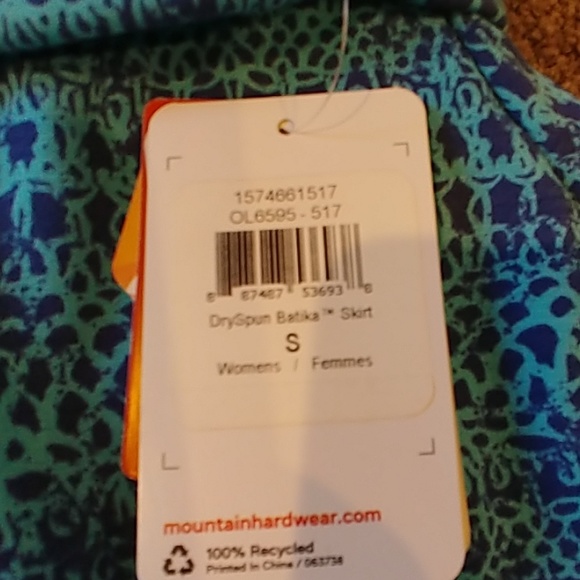 1574661517
OL6595 - 517
8 87487 53693 8
DrySpun Batika™ Skirt
S
Womens / Femmes
mountainhardwear.com
100% Recycled
Printed in China / 063738